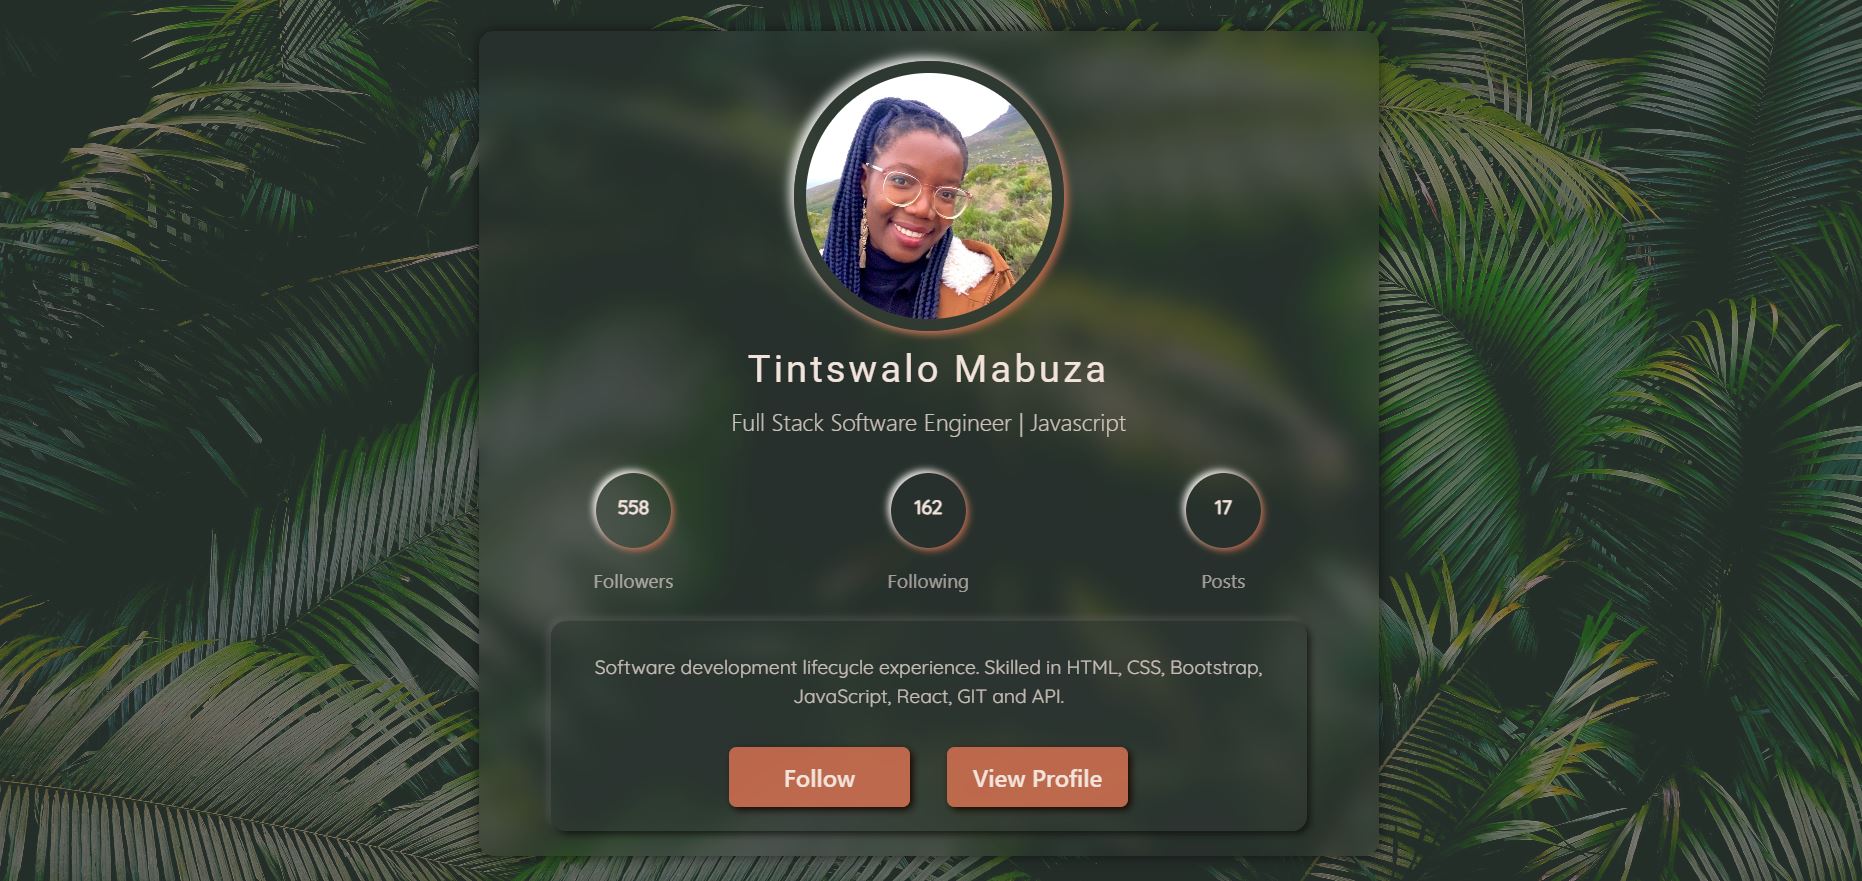 Tintswalo Mabuza
Full Stack Software Engineer | Javascript
558
162
17
Followers
Following
Posts
Software development lifecycle experience. Skilled in HTML, CSS, Bootstrap,
JavaScript, React, GIT and API.
Follow
View Profile